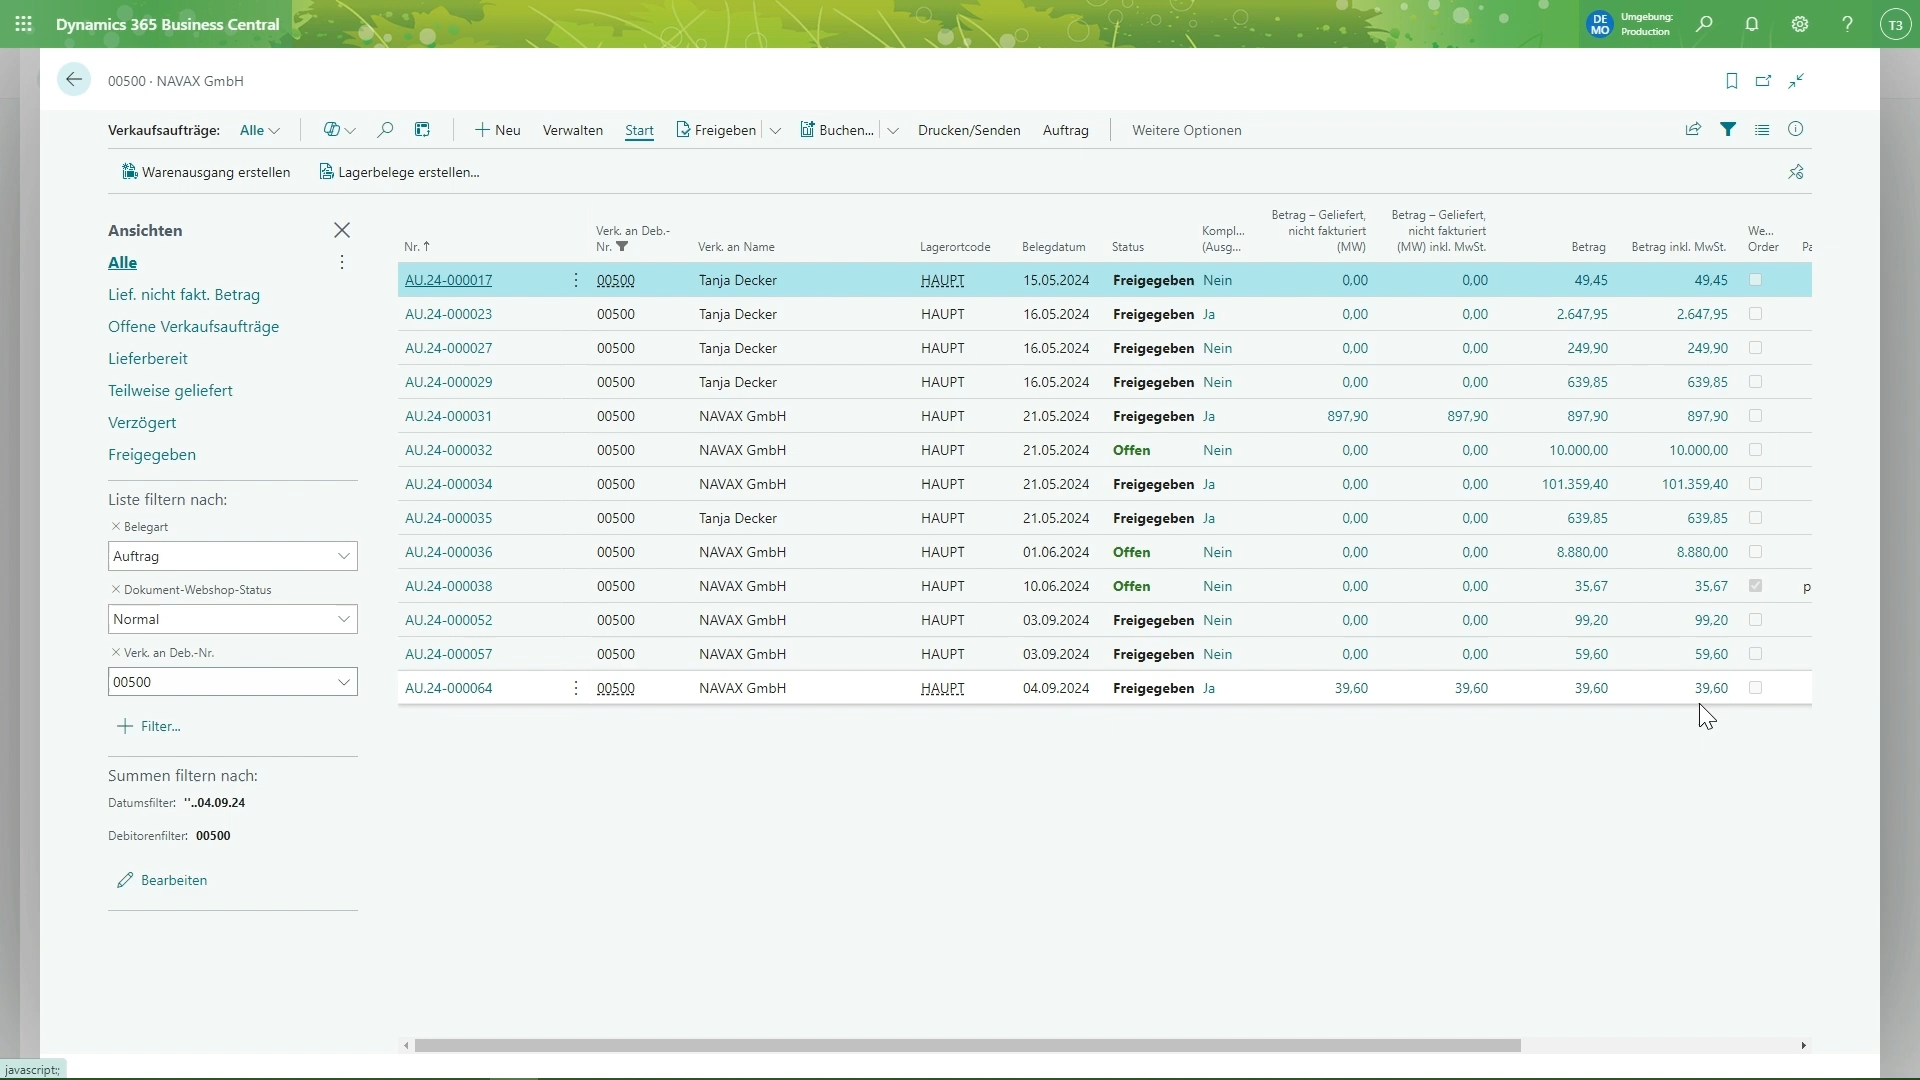 Dynamics 365 Business Central
DE
MO
Umgebung:
Production
T3
00500 · NAVAX GmbH
Verkaufsaufträge:
Alle
Neu
Verwalten
Start
Freigeben
Buchen...
Drucken/Senden
Auftrag
Weitere Optionen
Warenausgang erstellen
Lagerbelege erstellen...
Ansichten
Alle
Lief. nicht fakt. Betrag
Offene Verkaufsaufträge
Lieferbereit
Teilweise geliefert
Verzögert
Freigegeben
Liste filtern nach:
× Belegart
Auftrag
× Dokument-Webshop-Status
Normal
× Verk. an Deb.-Nr.
00500
+ Filter...
Summen filtern nach:
Datumsfilter: ''..04.09.24
Debitorenfilter: 00500
Bearbeiten
Nr. ↑
Verk. an Deb.-
Nr.
Verk. an Name
Lagerortcode
Belegdatum
Status
Kompl...
(Ausg...
Betrag – Geliefert,
nicht fakturiert
(MW)
Betrag – Geliefert,
nicht fakturiert
(MW) inkl. MwSt.
Betrag
Betrag inkl. MwSt.
We...
Order
Pa
AU.24-000017 00500 Tanja Decker HAUPT 15.05.2024 Freigegeben Nein 0,00 0,00 49,45 49,45
AU.24-000023 00500 Tanja Decker HAUPT 16.05.2024 Freigegeben Ja 0,00 0,00 2.647,95 2.647,95
AU.24-000027 00500 Tanja Decker HAUPT 16.05.2024 Freigegeben Nein 0,00 0,00 249,90 249,90
AU.24-000029 00500 Tanja Decker HAUPT 16.05.2024 Freigegeben Nein 0,00 0,00 639,85 639,85
AU.24-000031 00500 NAVAX GmbH HAUPT 21.05.2024 Freigegeben Ja 897,90 897,90 897,90 897,90
AU.24-000032 00500 NAVAX GmbH HAUPT 21.05.2024 Offen Nein 0,00 0,00 10.000,00 10.000,00
AU.24-000034 00500 NAVAX GmbH HAUPT 21.05.2024 Freigegeben Ja 0,00 0,00 101.359,40 101.359,40
AU.24-000035 00500 Tanja Decker HAUPT 21.05.2024 Freigegeben Ja 0,00 0,00 639,85 639,85
AU.24-000036 00500 NAVAX GmbH HAUPT 01.06.2024 Offen Nein 0,00 0,00 8.880,00 8.880,00
AU.24-000038 00500 NAVAX GmbH HAUPT 10.06.2024 Offen Nein 0,00 0,00 35,67 35,67 p
AU.24-000052 00500 NAVAX GmbH HAUPT 03.09.2024 Freigegeben Nein 0,00 0,00 99,20 99,20
AU.24-000057 00500 NAVAX GmbH HAUPT 03.09.2024 Freigegeben Nein 0,00 0,00 59,60 59,60
AU.24-000064 00500 NAVAX GmbH HAUPT 04.09.2024 Freigegeben Ja 39,60 39,60 39,60 39,60
javascript:;